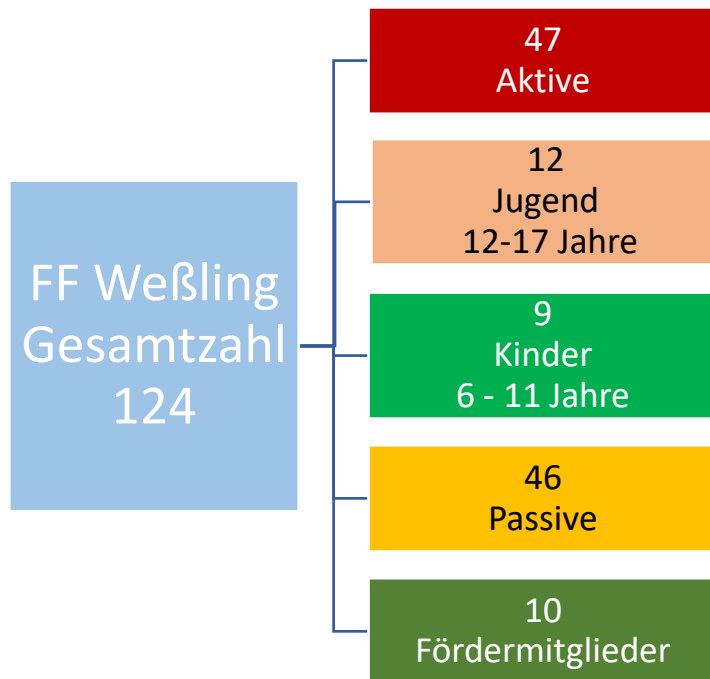 FF Weßling
Gesamtzahl
124
47
Aktive
12
Jugend
12-17 Jahre
9
Kinder
6 - 11 Jahre
46
Passive
10
Fördermitglieder